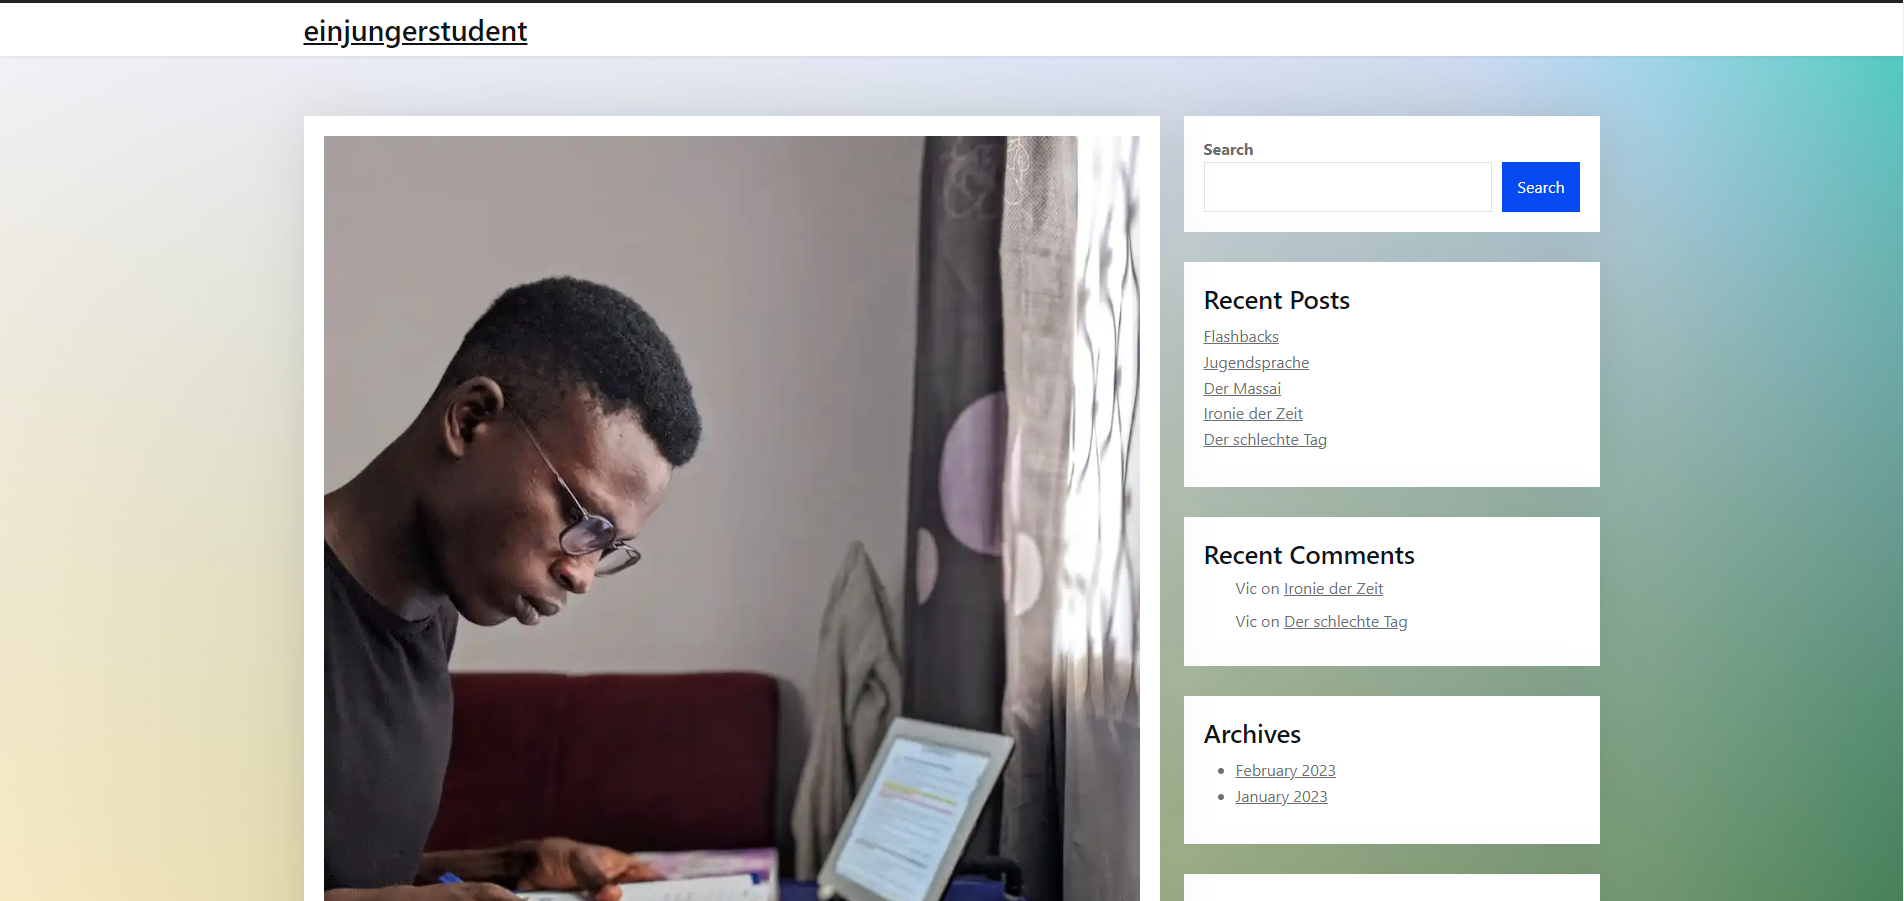 einjungerstudent
Search
Search
Recent Posts
Flashbacks
Jugendsprache
Der Massai
Ironie der Zeit
Der schlechte Tag
Recent Comments
Vic on Ironie der Zeit
Vic on Der schlechte Tag
Archives
February 2023
January 2023